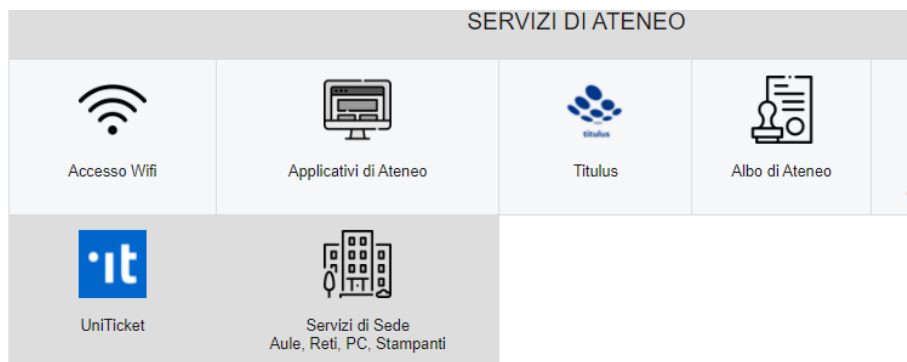 SERVIZI DI ATENEO
Accesso Wifi
Applicativi di Ateneo
titulus
Titulus
Albo di Ateneo
·ıt
UniTicket
Servizi di Sede
Aule, Reti, PC, Stampanti